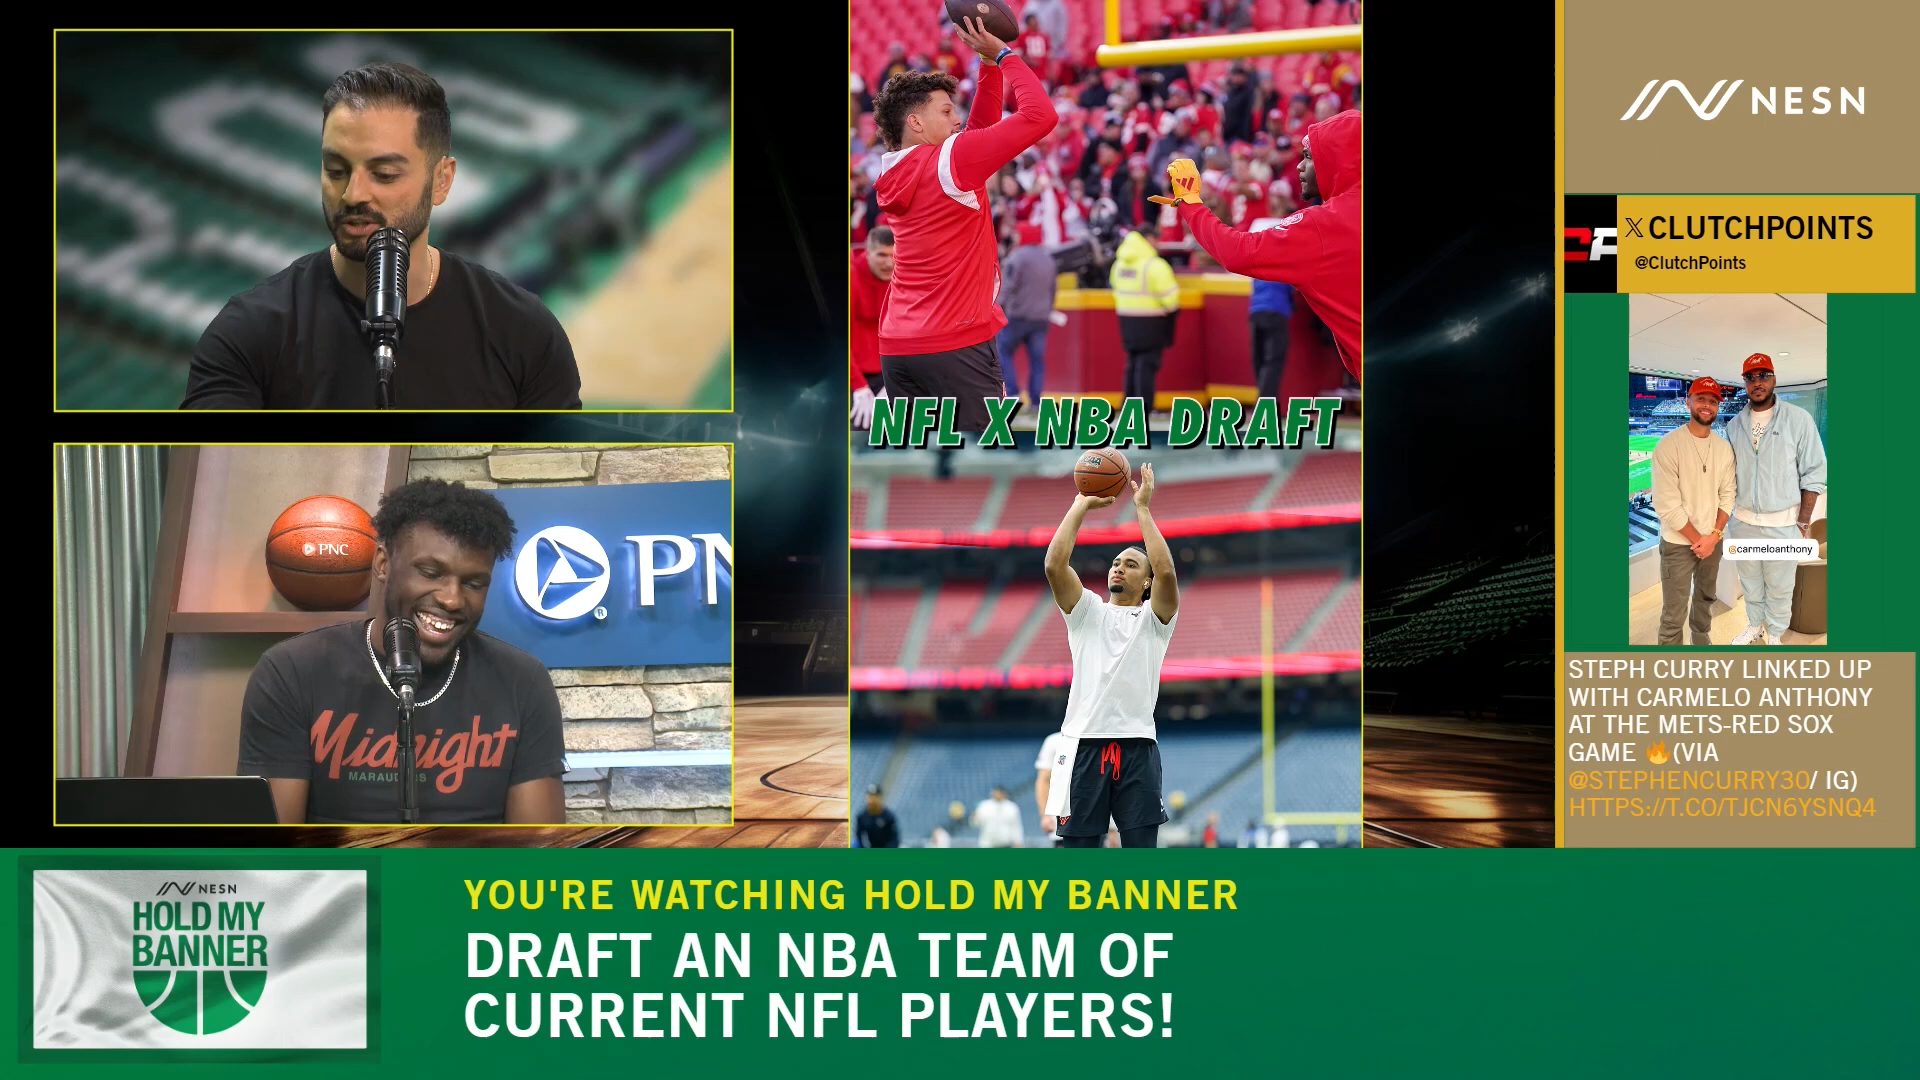 NFL X NBA DRAFT
PNC
PN
Midnight
MARAUDERS
NESN
CP
X CLUTCHPOINTS
@ClutchPoints
@carmeloanthony
STEPH CURRY LINKED UP
WITH CARMELO ANTHONY
AT THE METS-RED SOX
GAME 🔥(VIA
@STEPHENCURRY30/ IG)
HTTPS://T.CO/TJCN6YSNQ4
NESN
HOLD MY
BANNER
YOU'RE WATCHING HOLD MY BANNER
DRAFT AN NBA TEAM OF
CURRENT NFL PLAYERS!